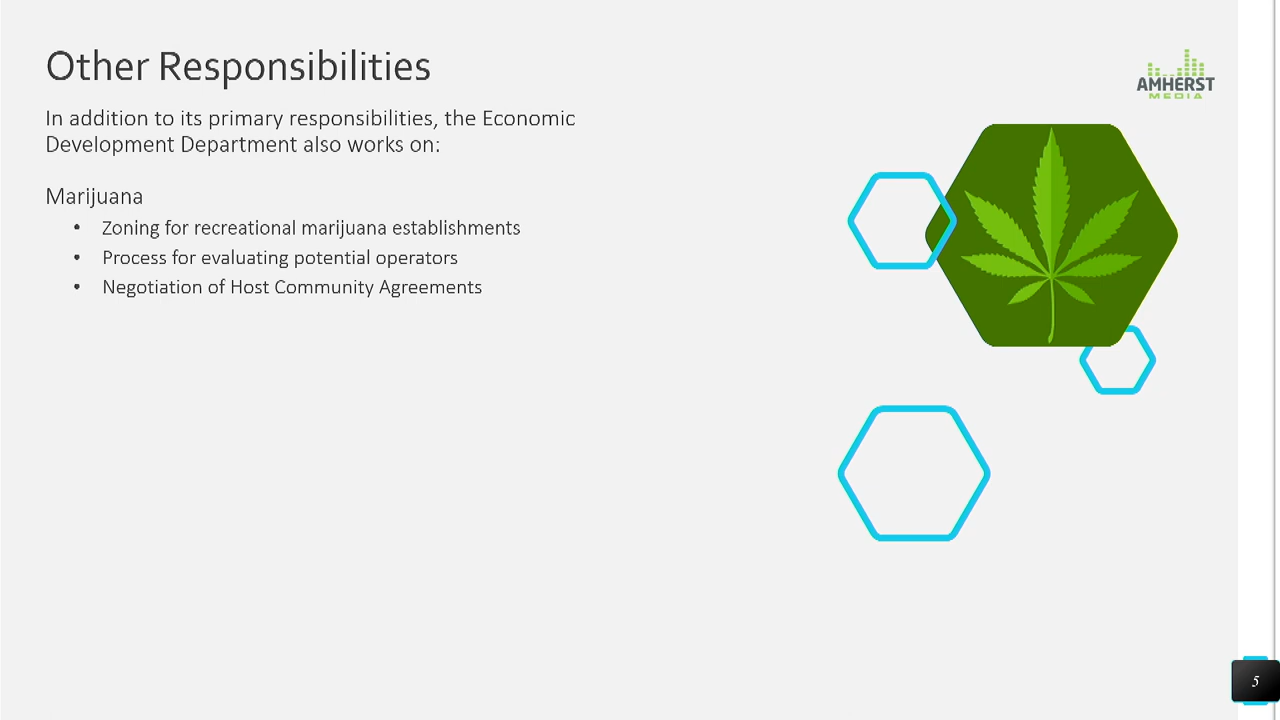 Other Responsibilities
AMHERST
MEDIA
In addition to its primary responsibilities, the Economic
Development Department also works on:
Marijuana
• Zoning for recreational marijuana establishments
• Process for evaluating potential operators
• Negotiation of Host Community Agreements
5